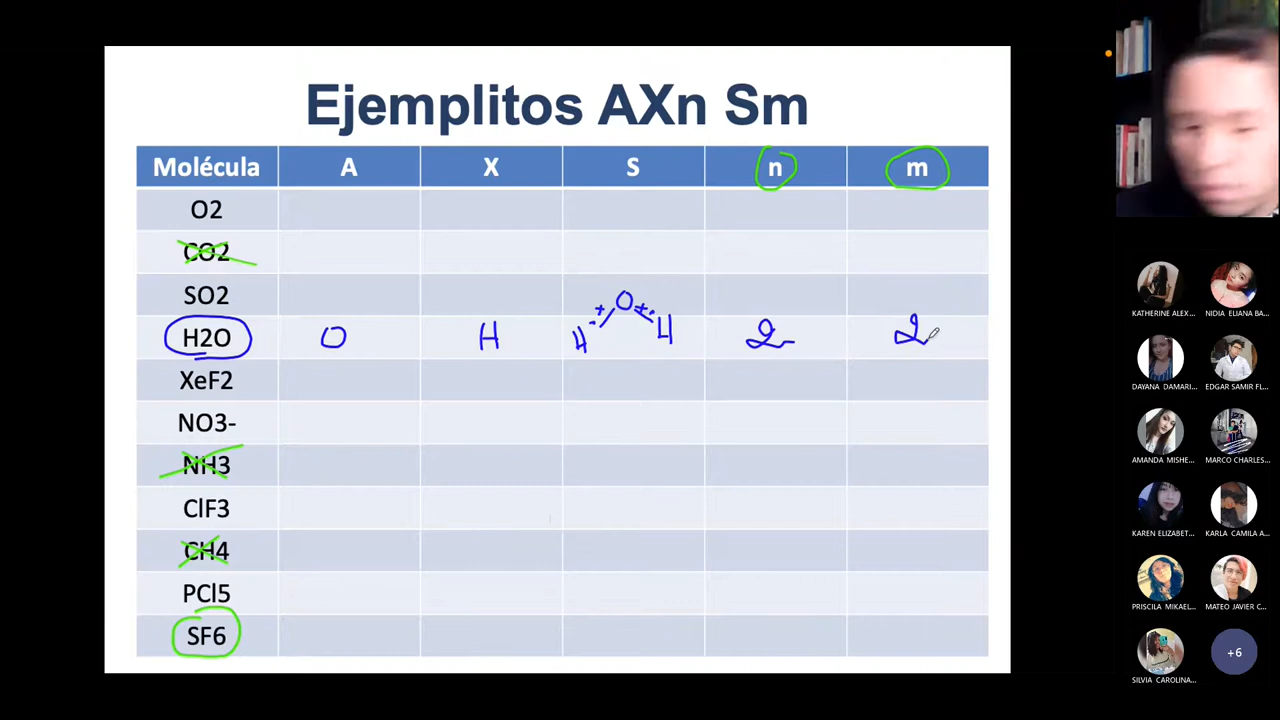 Ejemplitos AXn Sm
Molécula A X S n m
O2
CO2
SO2
H2O O H H O H 2 2
XeF2
NO3-
NH3
ClF3
CH4
PCl5
SF6
KATHERINE ALEX...
NIDIA ELIANA BA...
DAYANA DAMARI...
EDGAR SAMIR FL...
AMANDA MISHE...
MARCO CHARLES...
KAREN ELIZABET...
KARLA CAMILA A...
PRISCILA MIKAEL...
MATEO JAVIER C...
SILVIA CAROLINA...
+6